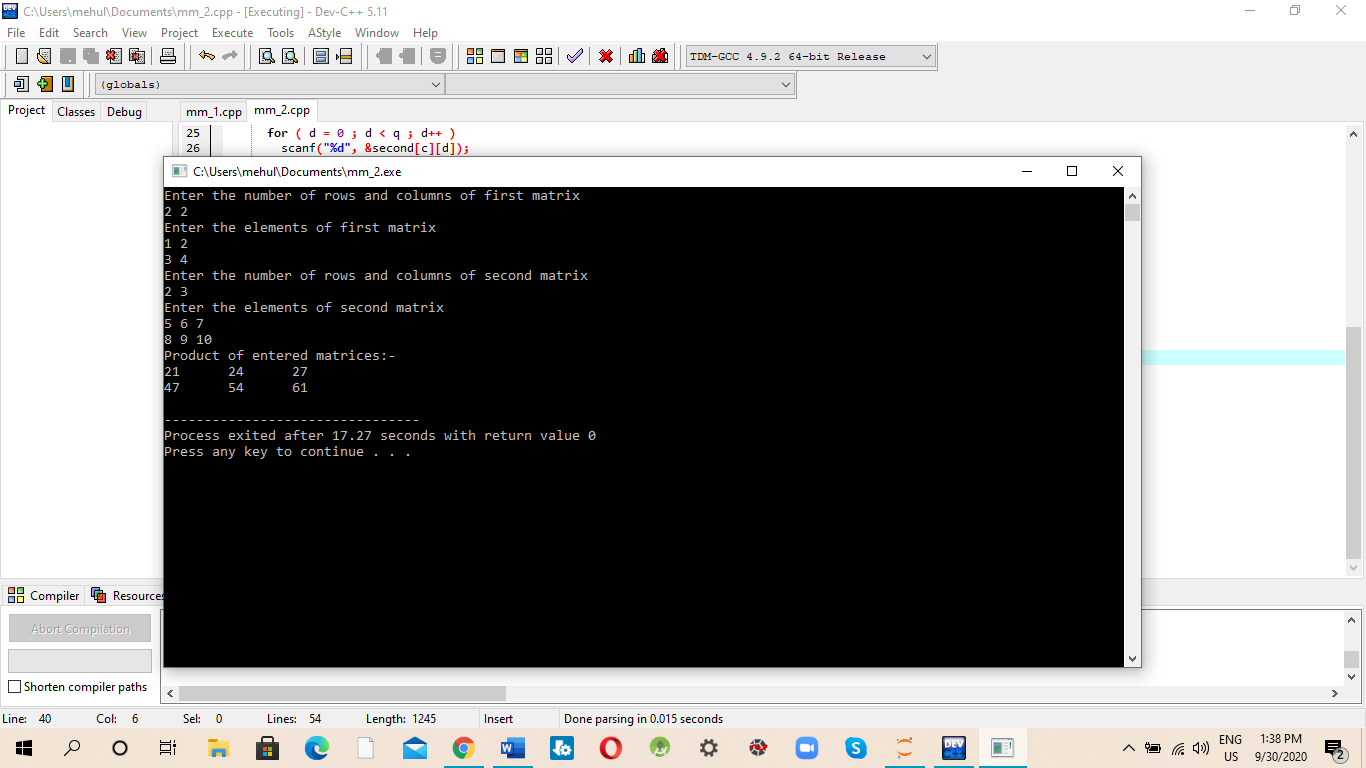 C:\Users\mehul\Documents\mm_2.cpp - [Executing] - Dev-C++ 5.11
File Edit Search View Project Execute Tools AStyle Window Help
TDM-GCC 4.9.2 64-bit Release
(globals)
Project Classes Debug
mm_1.cpp mm_2.cpp
25 for ( d = 0 ; d < q ; d++ )
26 scanf("%d", &second[c][d]);
C:\Users\mehul\Documents\mm_2.exe
Enter the number of rows and columns of first matrix
2 2
Enter the elements of first matrix
1 2
3 4
Enter the number of rows and columns of second matrix
2 3
Enter the elements of second matrix
5 6 7
8 9 10
Product of entered matrices:-
21 24 27
47 54 61
--------------------------------
Process exited after 17.27 seconds with return value 0
Press any key to continue . . .
Compiler Resources
Abort Compilation
Shorten compiler paths
Line: 40 Col: 6 Sel: 0 Lines: 54 Length: 1245 Insert Done parsing in 0.015 seconds
DEV
ENG
US
1:38 PM
9/30/2020
2